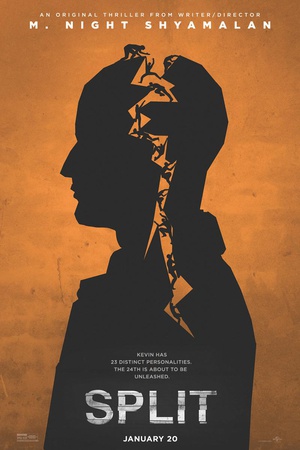 AN ORIGINAL THRILLER FROM WRITER/DIRECTOR
M. NIGHT SHYAMALAN
KEVIN HAS
23 DISTINCT PERSONALITIES.
THE 24TH IS ABOUT TO BE
UNLEASHED.
SPLIT
JANUARY 20